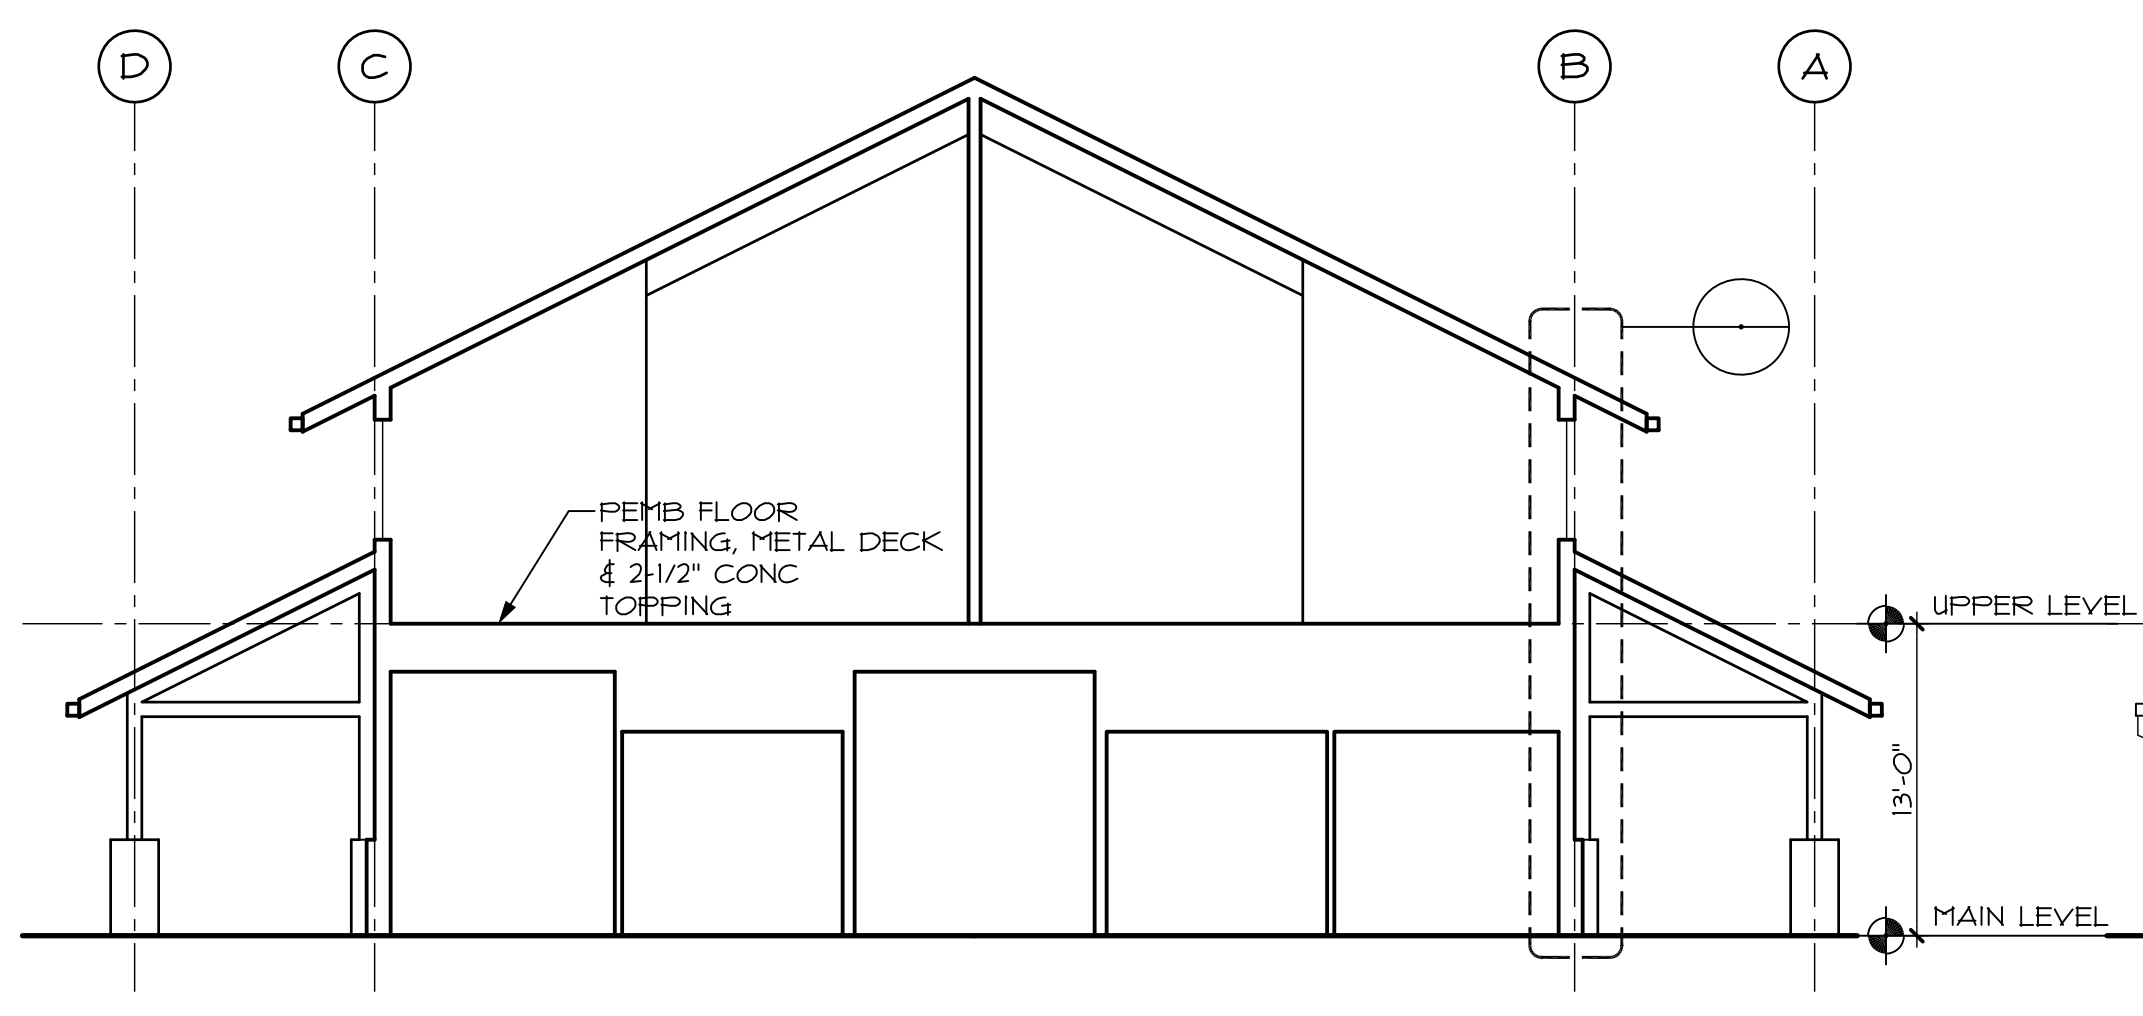 D
C
B
A
PEMB FLOOR
FRAMING, METAL DECK
& 2-1/2" CONC
TOPPING
UPPER LEVEL
13'-0"
MAIN LEVEL